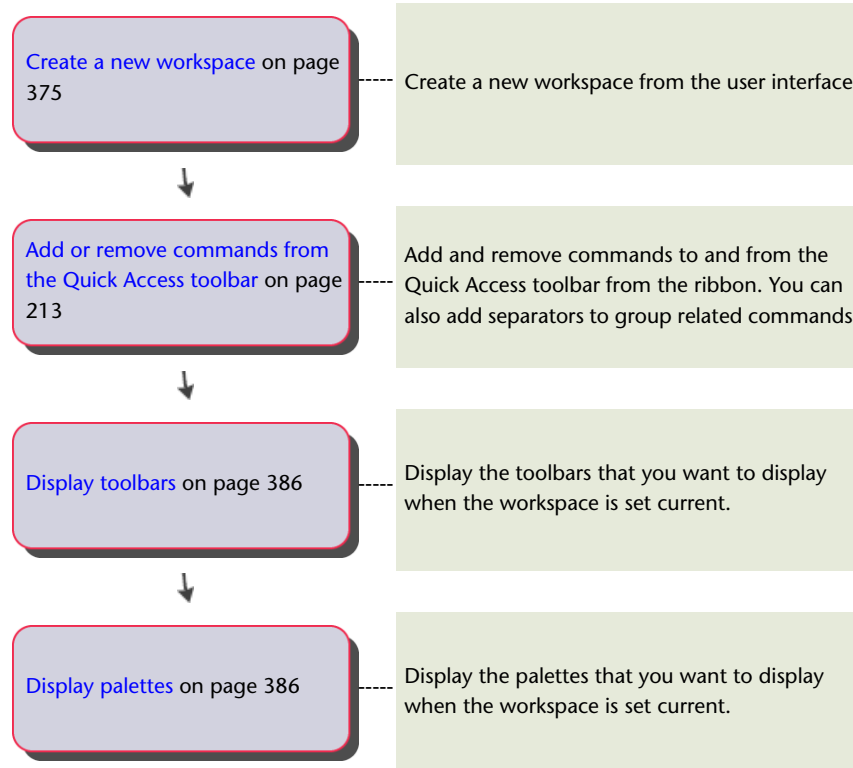 Create a new workspace on page
375
Create a new workspace from the user interface
Add or remove commands from
the Quick Access toolbar on page
213
Add and remove commands to and from the
Quick Access toolbar from the ribbon. You can
also add separators to group related commands
Display toolbars on page 386
Display the toolbars that you want to display
when the workspace is set current.
Display palettes on page 386
Display the palettes that you want to display
when the workspace is set current.